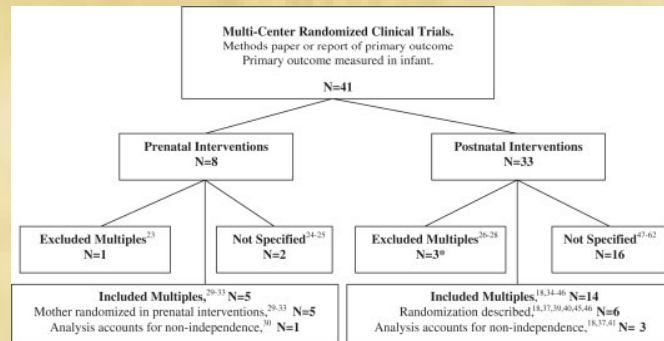 Multi-Center Randomized Clinical Trials.
Methods paper or report of primary outcome
Primary outcome measured in infant.
N=41
Prenatal Interventions
N=8
Postnatal Interventions
N=33
Excluded Multiples23
N=1
Not Specified24-25
N=2
Excluded Multiples26-28
N=3*
Not Specified47-62
N=16
Included Multiples,29-33 N=5
Mother randomized in prenatal interventions,29-33 N=5
Analysis accounts for non-independence,30 N=1
Included Multiples,18,34-46 N=14
Randomization described,18,37,39,40,45,46 N=6
Analysis accounts for non-independence,18,37,41 N= 3